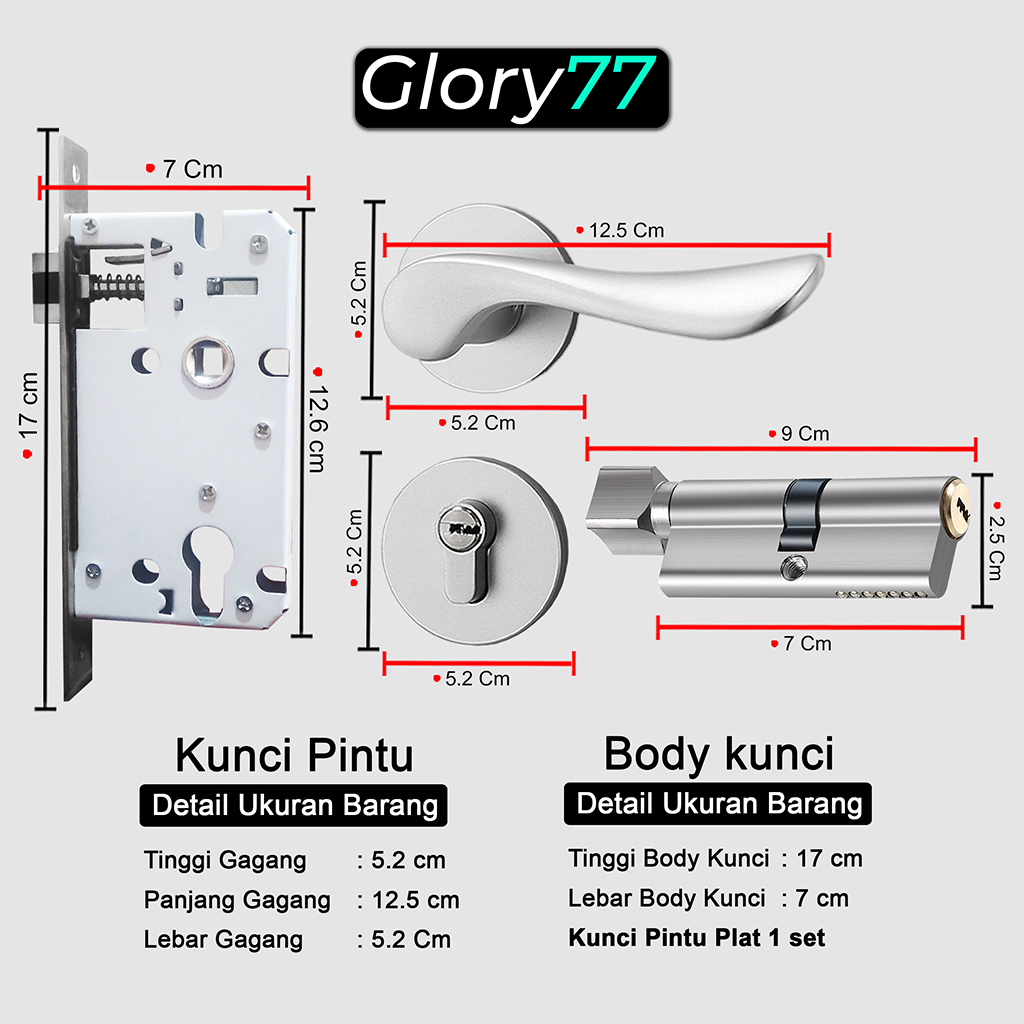 Glory77
7 Cm
17 cm
12.6 cm
12.5 Cm
5.2 Cm
5.2 Cm
9 Cm
5.2 Cm
2.5 Cm
7 Cm
5.2 Cm
Kunci Pintu
Detail Ukuran Barang
Tinggi Gagang : 5.2 cm
Panjang Gagang : 12.5 cm
Lebar Gagang : 5.2 Cm
Body kunci
Detail Ukuran Barang
Tinggi Body Kunci : 17 cm
Lebar Body Kunci : 7 cm
Kunci Pintu Plat 1 set